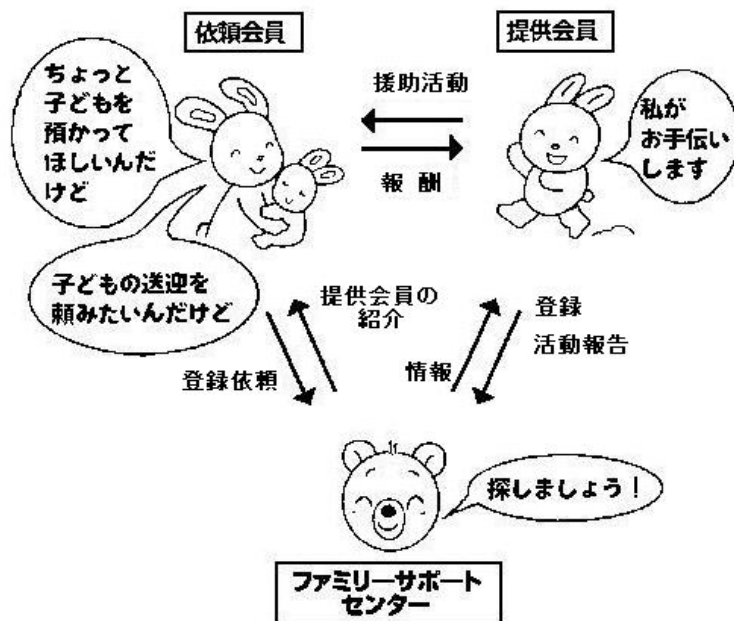 依頼会員
提供会員
ちょっと
子どもを
預かって
ほしいんだ
けど
援助活動
報酬
私が
お手伝い
します
子どもの送迎を
頼みたいんだけど
提供会員の
紹介
登録依頼
情報
登録
活動報告
探しましょう！
ファミリーサポート
センター